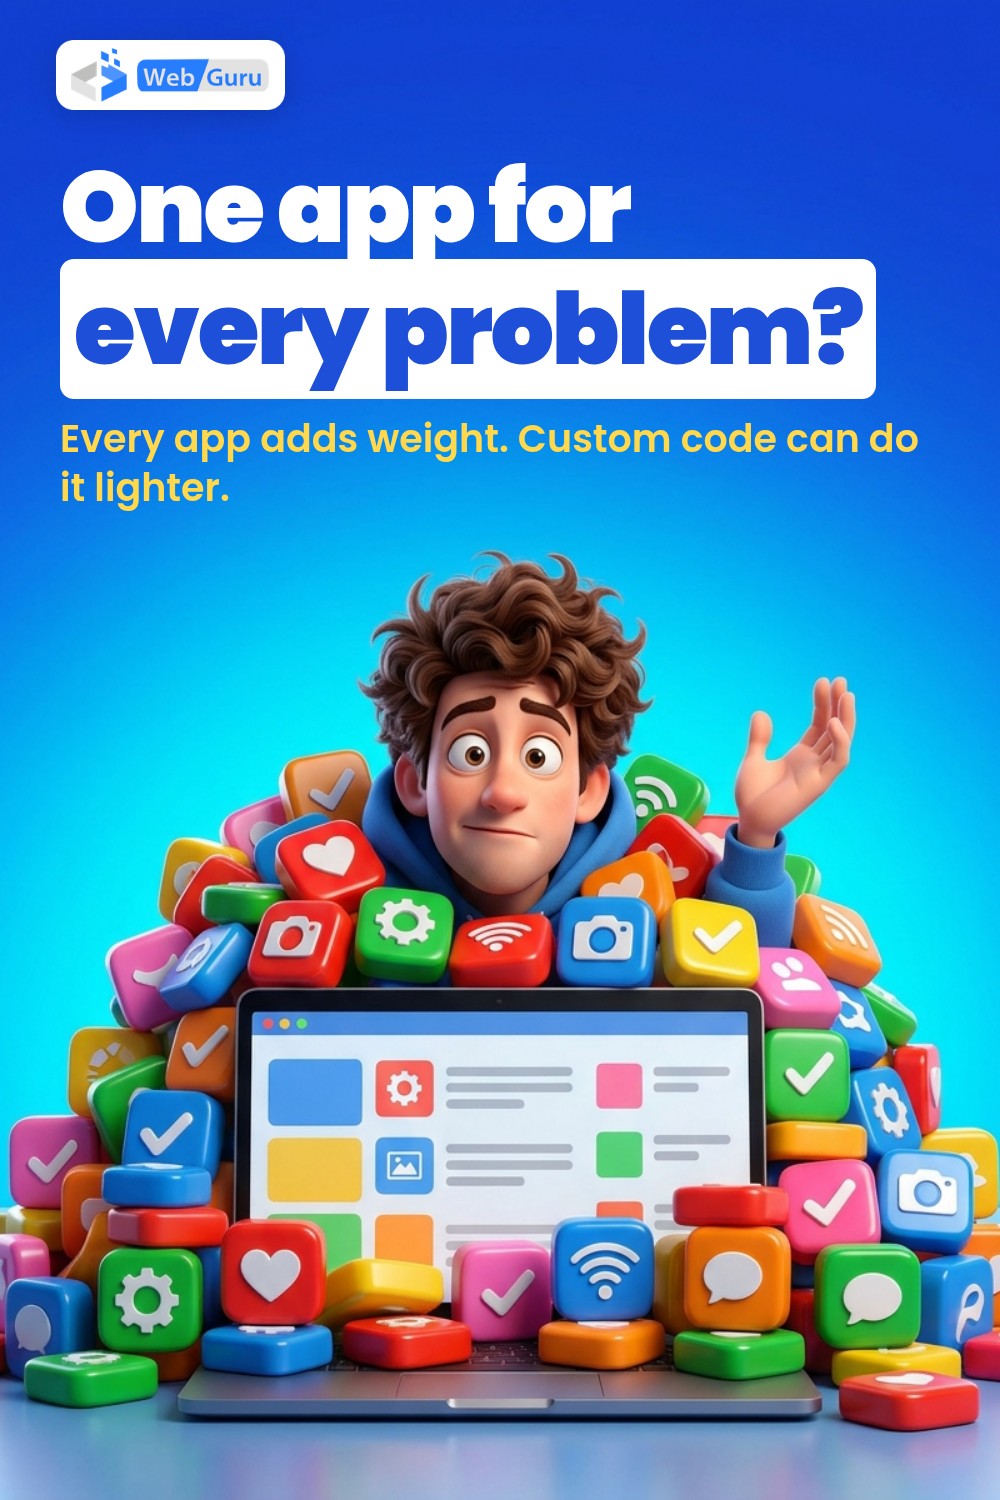 Web Guru
One app for
every problem?
Every app adds weight. Custom code can do
it lighter.